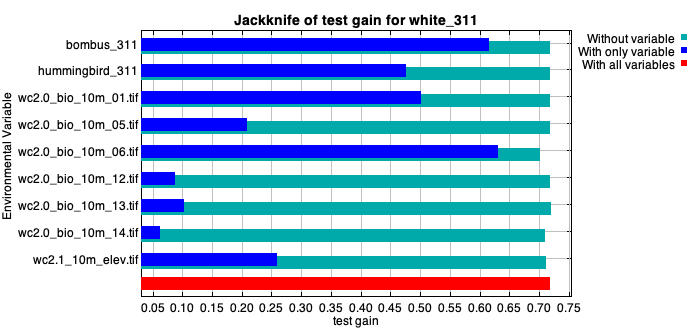 Jackknife of test gain for white_311
Environmental Variable
bombus_311
hummingbird_311
wc2.0_bio_10m_01.tif
wc2.0_bio_10m_05.tif
wc2.0_bio_10m_06.tif
wc2.0_bio_10m_12.tif
wc2.0_bio_10m_13.tif
wc2.0_bio_10m_14.tif
wc2.1_10m_elev.tif
0.05 0.10 0.15 0.20 0.25 0.30 0.35 0.40 0.45 0.50 0.55 0.60 0.65 0.70 0.75
test gain
Without variable
With only variable
With all variables